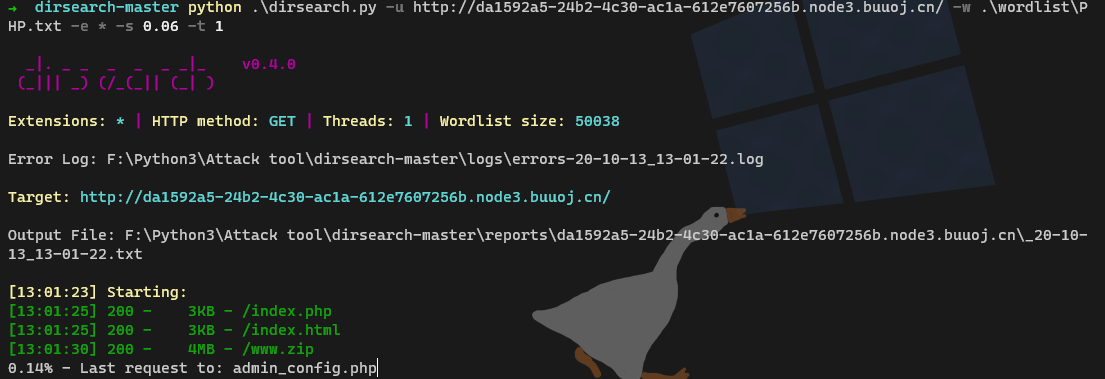 → dirsearch-master python .\dirsearch.py -u http://da1592a5-24b2-4c30-ac1a-612e7607256b.node3.buuoj.cn/ -w .\wordlist\P
HP.txt -e * -s 0.06 -t 1
_|. _ _  _  _  _ _|_    v0.4.0
(_||| _) (/_(_|| (_| )
Extensions: * | HTTP method: GET | Threads: 1 | Wordlist size: 50038
Error Log: F:\Python3\Attack tool\dirsearch-master\logs\errors-20-10-13_13-01-22.log
Target: http://da1592a5-24b2-4c30-ac1a-612e7607256b.node3.buuoj.cn/
Output File: F:\Python3\Attack tool\dirsearch-master\reports\da1592a5-24b2-4c30-ac1a-612e7607256b.node3.buuoj.cn\_20-10-
13_13-01-22.txt
[13:01:23] Starting:
[13:01:25] 200 -    3KB - /index.php
[13:01:25] 200 -    3KB - /index.html
[13:01:30] 200 -    4MB - /www.zip
0.14% - Last request to: admin_config.php